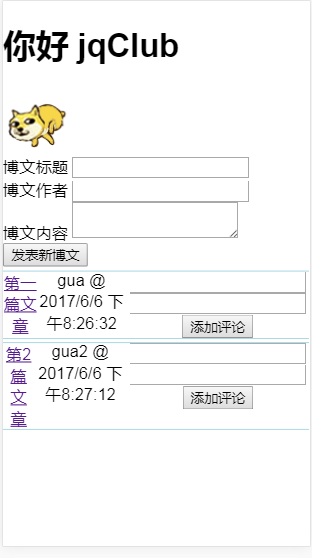 你好 jqClub
博文标题
博文作者
博文内容
发表新博文
第一篇文章
gua @
2017/6/6 下
午8:26:32
添加评论
第2篇文章
gua2 @
2017/6/6 下
午8:27:12
添加评论